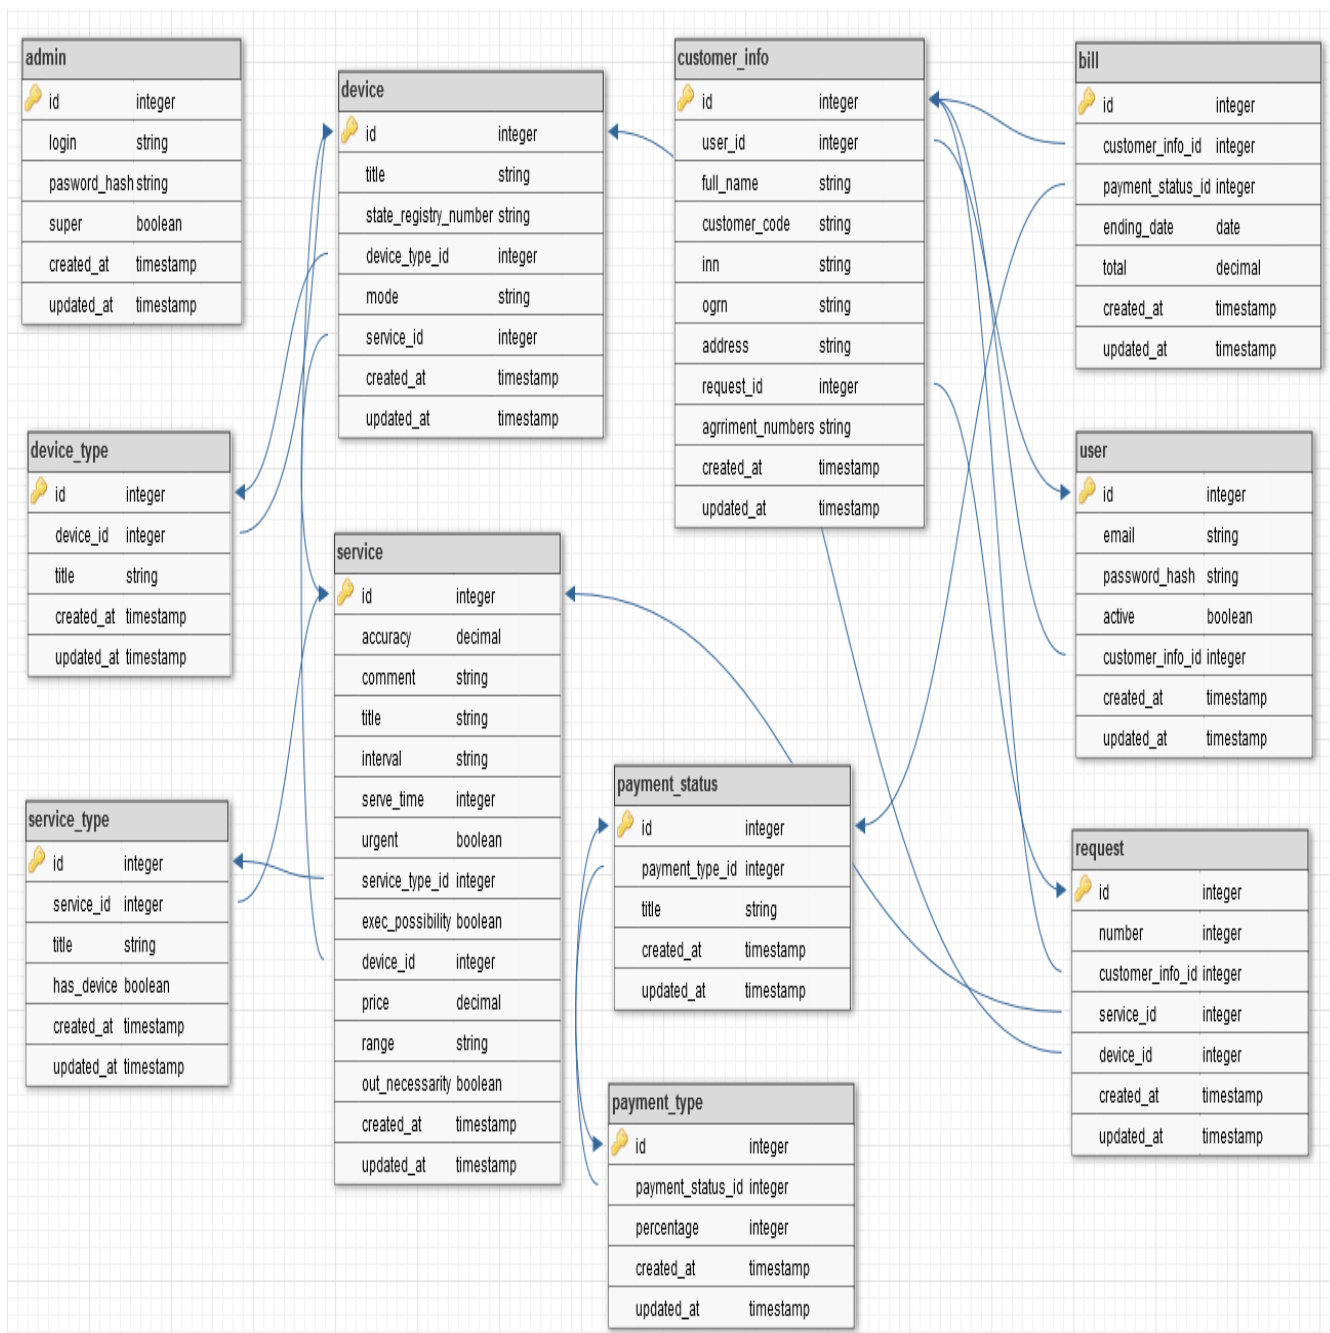 admin
id integer
login string
pasword_hash string
super boolean
created_at timestamp
updated_at timestamp
device
id integer
title string
state_registry_number string
device_type_id integer
mode string
service_id integer
created_at timestamp
updated_at timestamp
customer_info
id integer
user_id integer
full_name string
customer_code string
inn string
ogrn string
address string
request_id integer
agrriment_numbers string
created_at timestamp
updated_at timestamp
bill
id integer
customer_info_id integer
payment_status_id integer
ending_date date
total decimal
created_at timestamp
updated_at timestamp
device_type
id integer
device_id integer
title string
created_at timestamp
updated_at timestamp
service
id integer
accuracy decimal
comment string
title string
interval string
serve_time integer
urgent boolean
service_type_id integer
exec_possibility boolean
device_id integer
price decimal
range string
out_necessarity boolean
created_at timestamp
updated_at timestamp
user
id integer
email string
password_hash string
active boolean
customer_info_id integer
created_at timestamp
updated_at timestamp
service_type
id integer
service_id integer
title string
has_device boolean
created_at timestamp
updated_at timestamp
payment_status
id integer
payment_type_id integer
title string
created_at timestamp
updated_at timestamp
request
id integer
number integer
customer_info_id integer
service_id integer
device_id integer
created_at timestamp
updated_at timestamp
payment_type
id integer
payment_status_id integer
percentage integer
created_at timestamp
updated_at timestamp